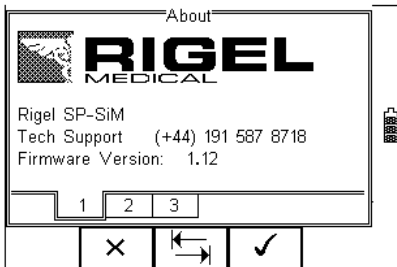 About
RIGEL
MEDICAL
Rigel SP-SiM
Tech Support (+44) 191 587 8718
Firmware Version: 1.12
1 2 3